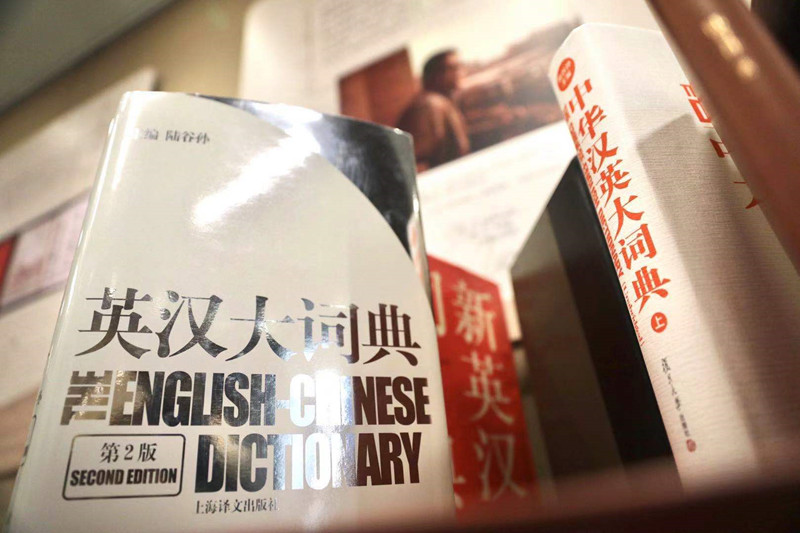 编 陆谷孙
英汉大词典
THE ENGLISH-CHINESE
DICTIONARY
第2版
SECOND EDITION
上海译文出版社
新英汉
中华汉英大词典
上